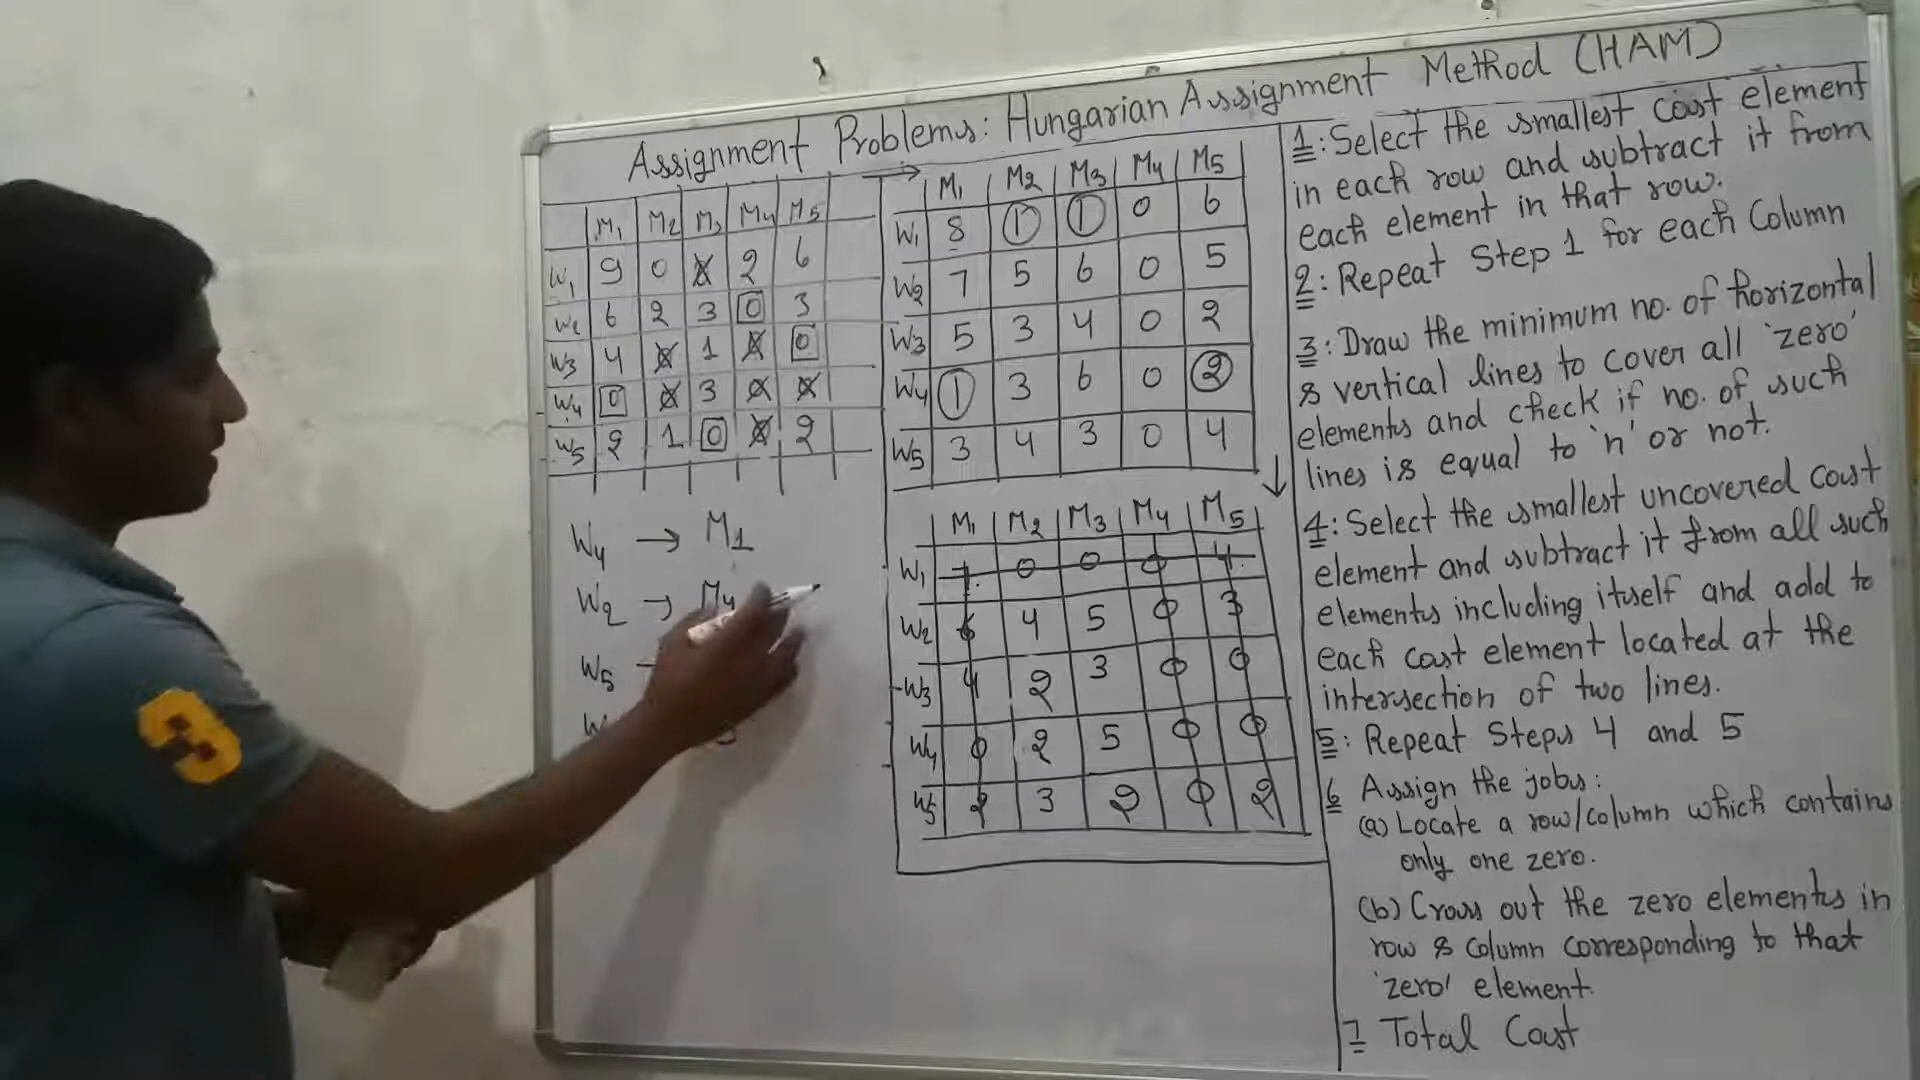 Assignment Problems: Hungarian Assignment Method (HAM)
M1 M2 M3 M4 M5
W1 9 0 0 2 6
W2 6 2 3 0 3
W3 4 0 1 0 0
W4 0 0 3 0 0
W5 2 1 0 0 2
W4 → M1
W2 → M4
W5
→ M1 M2 M3 M4 M5
W1 8 1 1 0 6
W2 7 5 6 0 5
W3 5 3 4 0 2
W4 1 3 6 0 2
W5 3 4 3 0 4
↓
M1 M2 M3 M4 M5
W1 7 0 0 0 4
W2 6 4 5 0 3
W3 4 2 3 0 0
W4 0 2 5 0 0
W5 2 3 2 0 2
1: Select the smallest cost element
in each row and subtract it from
each element in that row.
2: Repeat Step 1 for each Column
3: Draw the minimum no. of horizontal
& vertical lines to cover all 'zero'
elements and check if no. of such
lines is equal to 'n' or not.
4: Select the smallest uncovered cost
element and subtract it from all such
elements including itself and add to
each cost element located at the
intersection of two lines.
5: Repeat Steps 4 and 5
6 Assign the jobs:
(a) Locate a row/column which contains
only one zero.
(b) Cross out the zero elements in
row & column corresponding to that
'zero' element.
7 Total Cost
3